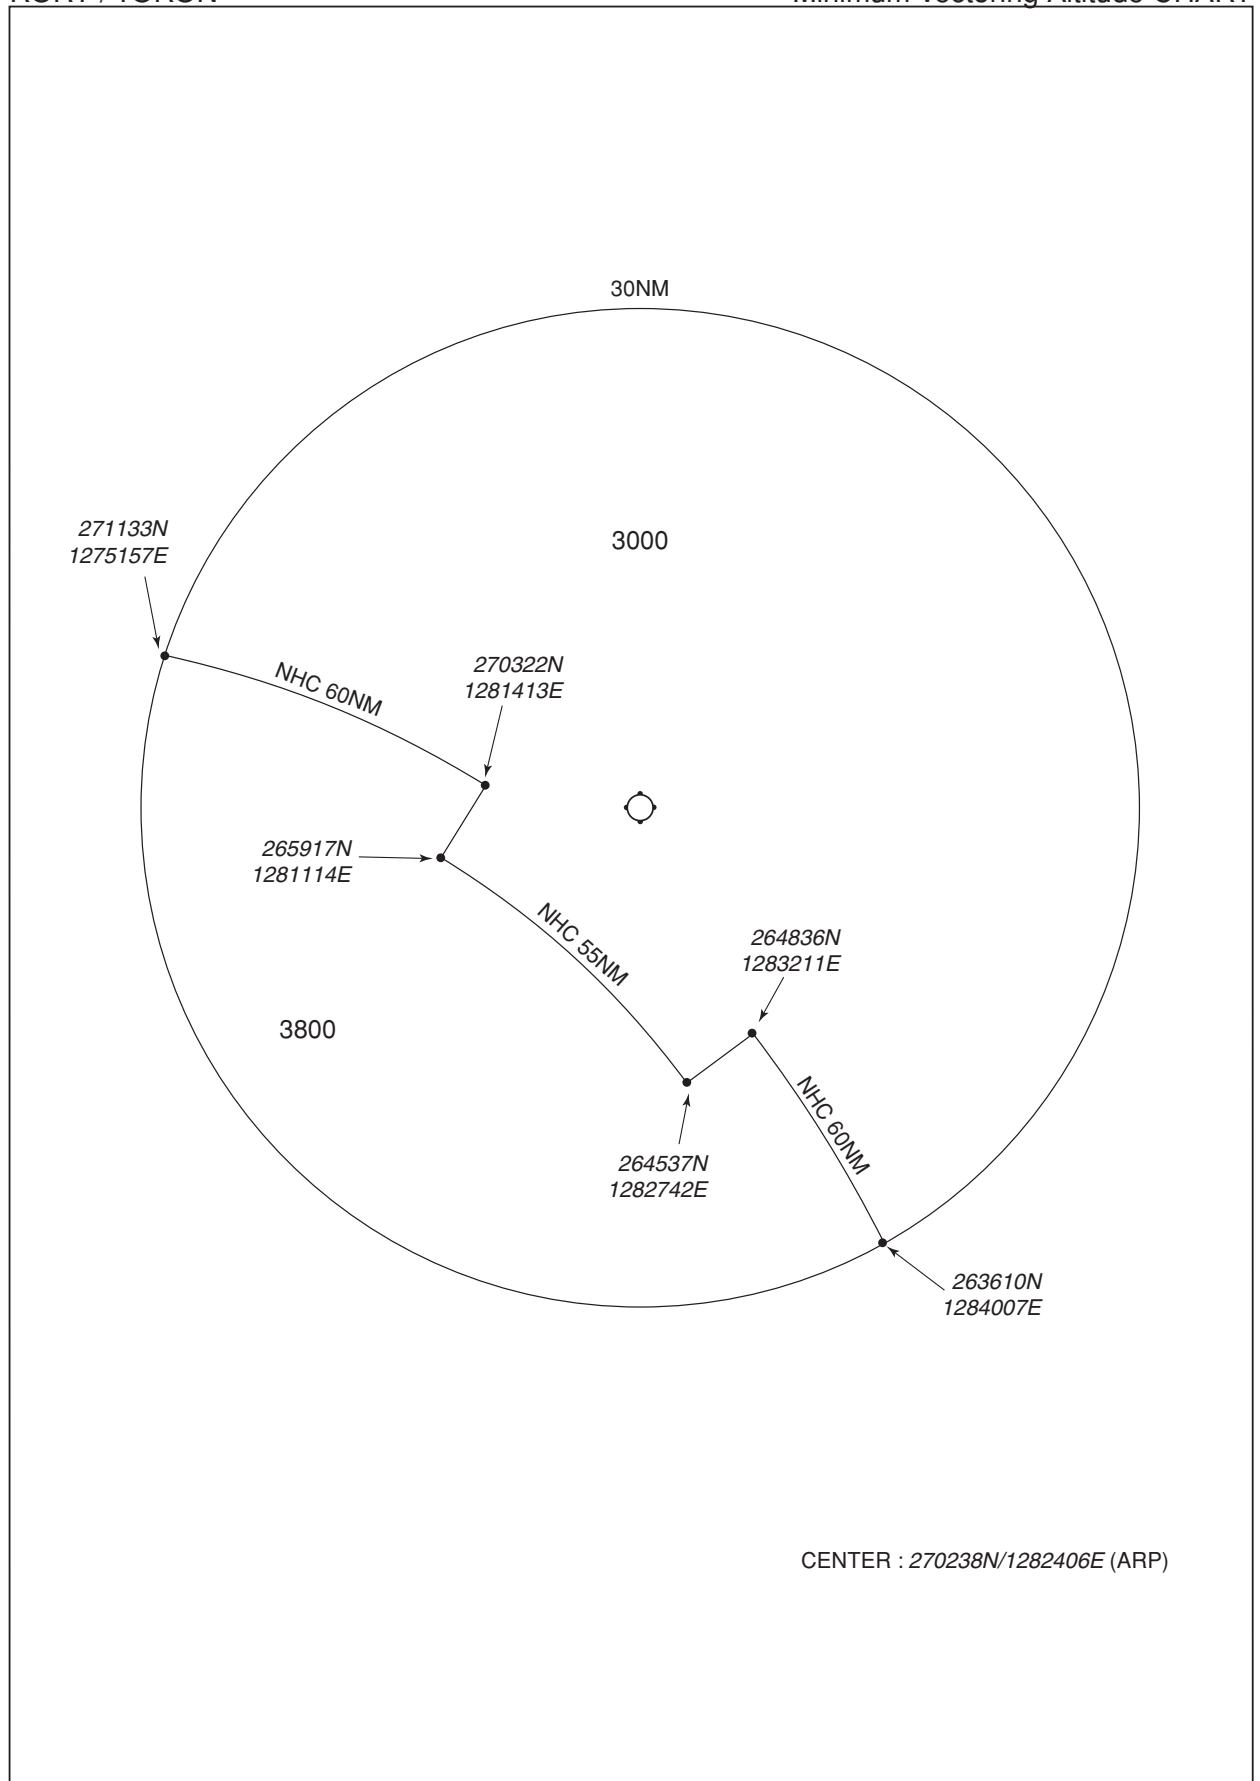 Minimum Vectoring Altitude CHART
30NM
3000
271133N
1275157E
NHC 60NM
270322N
1281413E
265917N
1281114E
NHC 55NM
264836N
1283211E
3800
NHC 60NM
264537N
1282742E
263610N
1284007E
CENTER : 270238N/1282406E (ARP)